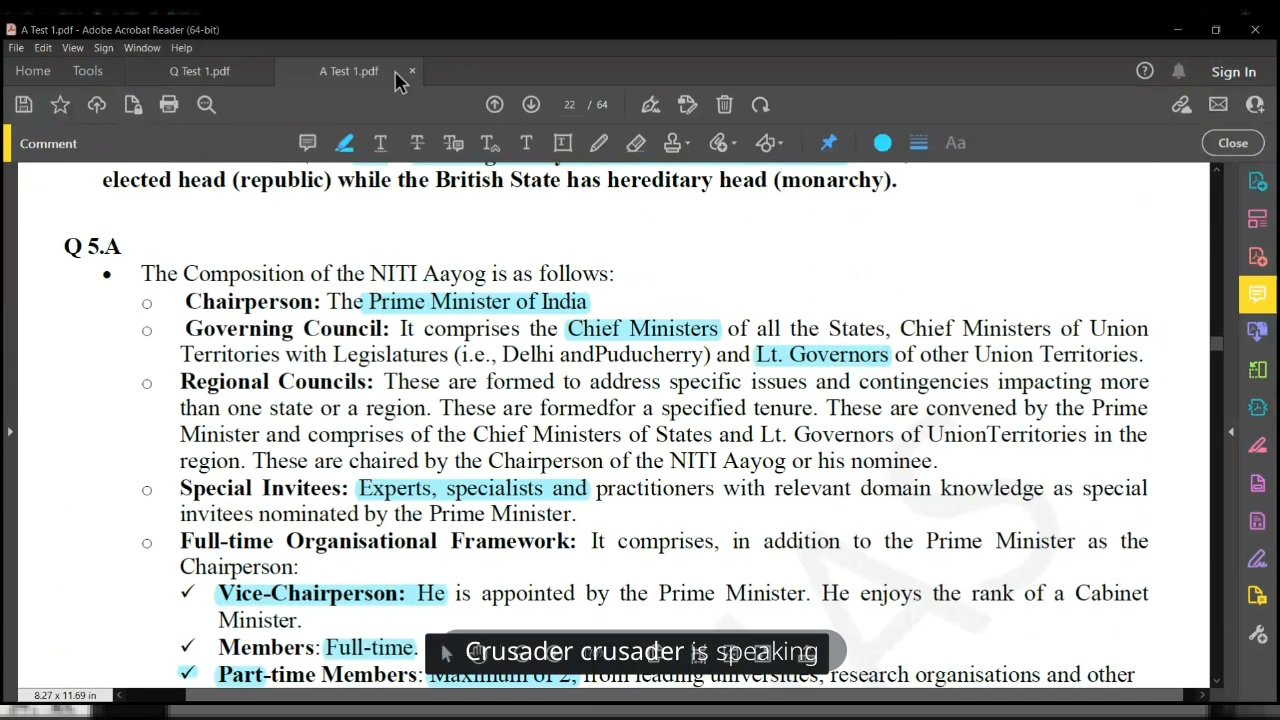 A Test 1.pdf - Adobe Acrobat Reader (64-bit)
File Edit View Sign Window Help
Home Tools Q Test 1.pdf A Test 1.pdf × Sign In
22 / 64
Comment Aa Close
elected head (republic) while the British State has hereditary head (monarchy).
Q 5.A
• The Composition of the NITI Aayog is as follows:
○ Chairperson: The Prime Minister of India
○ Governing Council: It comprises the Chief Ministers of all the States, Chief Ministers of Union
Territories with Legislatures (i.e., Delhi andPuducherry) and Lt. Governors of other Union Territories.
○ Regional Councils: These are formed to address specific issues and contingencies impacting more
than one state or a region. These are formedfor a specified tenure. These are convened by the Prime
Minister and comprises of the Chief Ministers of States and Lt. Governors of UnionTerritories in the
region. These are chaired by the Chairperson of the NITI Aayog or his nominee.
○ Special Invitees: Experts, specialists and practitioners with relevant domain knowledge as special
invitees nominated by the Prime Minister.
○ Full-time Organisational Framework: It comprises, in addition to the Prime Minister as the
Chairperson:
✓ Vice-Chairperson: He is appointed by the Prime Minister. He enjoys the rank of a Cabinet
Minister.
✓ Members: Full-time.
Crusader crusader is speaking
✓ Part-time Members: Maximum of 2, from leading universities, research organisations and other
8.27 x 11.69 in